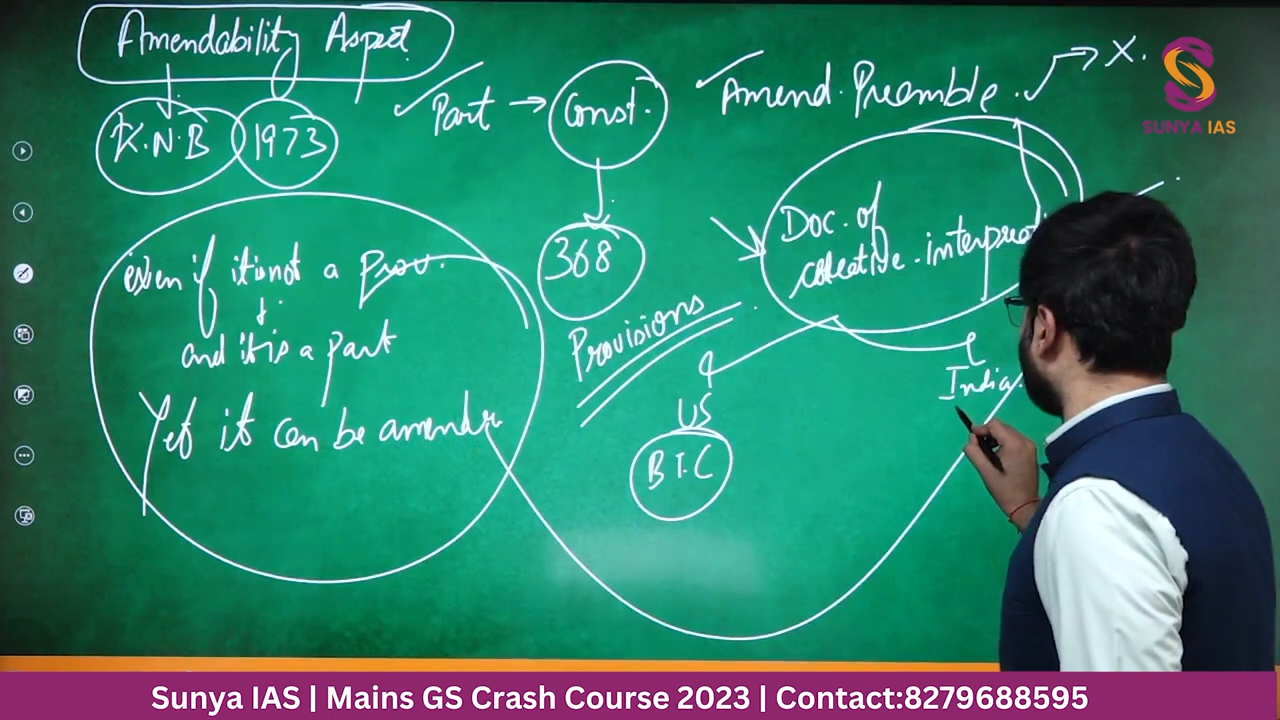 Amendability Aspect
K.N.B 1973
Part → Const.
Amend. Preamble. → X.
SUNYA IAS
368
Provisions
Doc. of
collective. interpreat
even if it is not a Prov.
and it is a part
Yet it can be amende
US
B I.C
India.
Sunya IAS | Mains GS Crash Course 2023 | Contact:8279688595